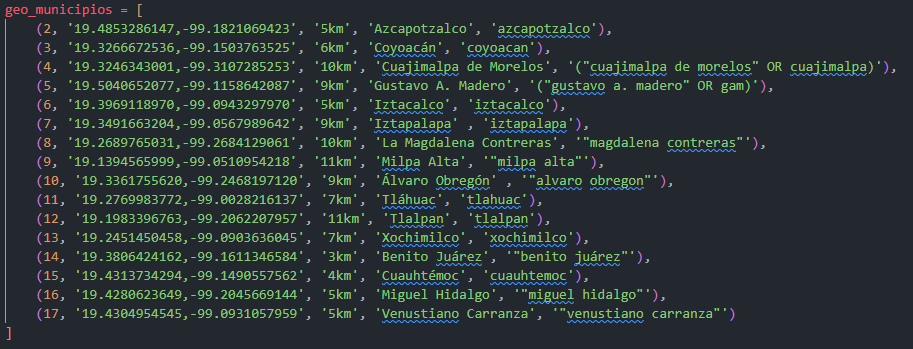 geo_municipios = [
(2, '19.4853286147,-99.1821069423', '5km', 'Azcapotzalco', 'azcapotzalco'),
(3, '19.3266672536,-99.1503763525', '6km', 'Coyoacán', 'coyoacan'),
(4, '19.3246343001,-99.3107285253', '10km', 'Cuajimalpa de Morelos', '("cuajimalpa de morelos" OR cuajimalpa)'),
(5, '19.5040652077,-99.1158642087', '9km', 'Gustavo A. Madero', '("gustavo a. madero" OR gam)'),
(6, '19.3969118970,-99.0943297970', '5km', 'Iztacalco', 'iztacalco'),
(7, '19.3491663204,-99.0567989642', '9km', 'Iztapalapa' , 'iztapalapa'),
(8, '19.2689765031,-99.2684129061', '10km', 'La Magdalena Contreras', '"magdalena contreras"'),
(9, '19.1394565999,-99.0510954218', '11km', 'Milpa Alta', '"milpa alta"'),
(10, '19.3361755620,-99.2468197120', '9km', 'Álvaro Obregón' , '"alvaro obregon"'),
(11, '19.2769983772,-99.0028216137', '7km', 'Tláhuac', 'tlahuac'),
(12, '19.1983396763,-99.2062207957', '11km', 'Tlalpan', 'tlalpan'),
(13, '19.2451450458,-99.0903636045', '7km', 'Xochimilco', 'xochimilco'),
(14, '19.3806424162,-99.1611346584', '3km', 'Benito Juárez', '"benito juárez"'),
(15, '19.4313734294,-99.1490557562', '4km', 'Cuauhtémoc', 'cuauhtemoc'),
(16, '19.4280623649,-99.2045669144', '5km', 'Miguel Hidalgo', '"miguel hidalgo"'),
(17, '19.4304954545,-99.0931057959', '5km', 'Venustiano Carranza', '"venustiano carranza"')
]